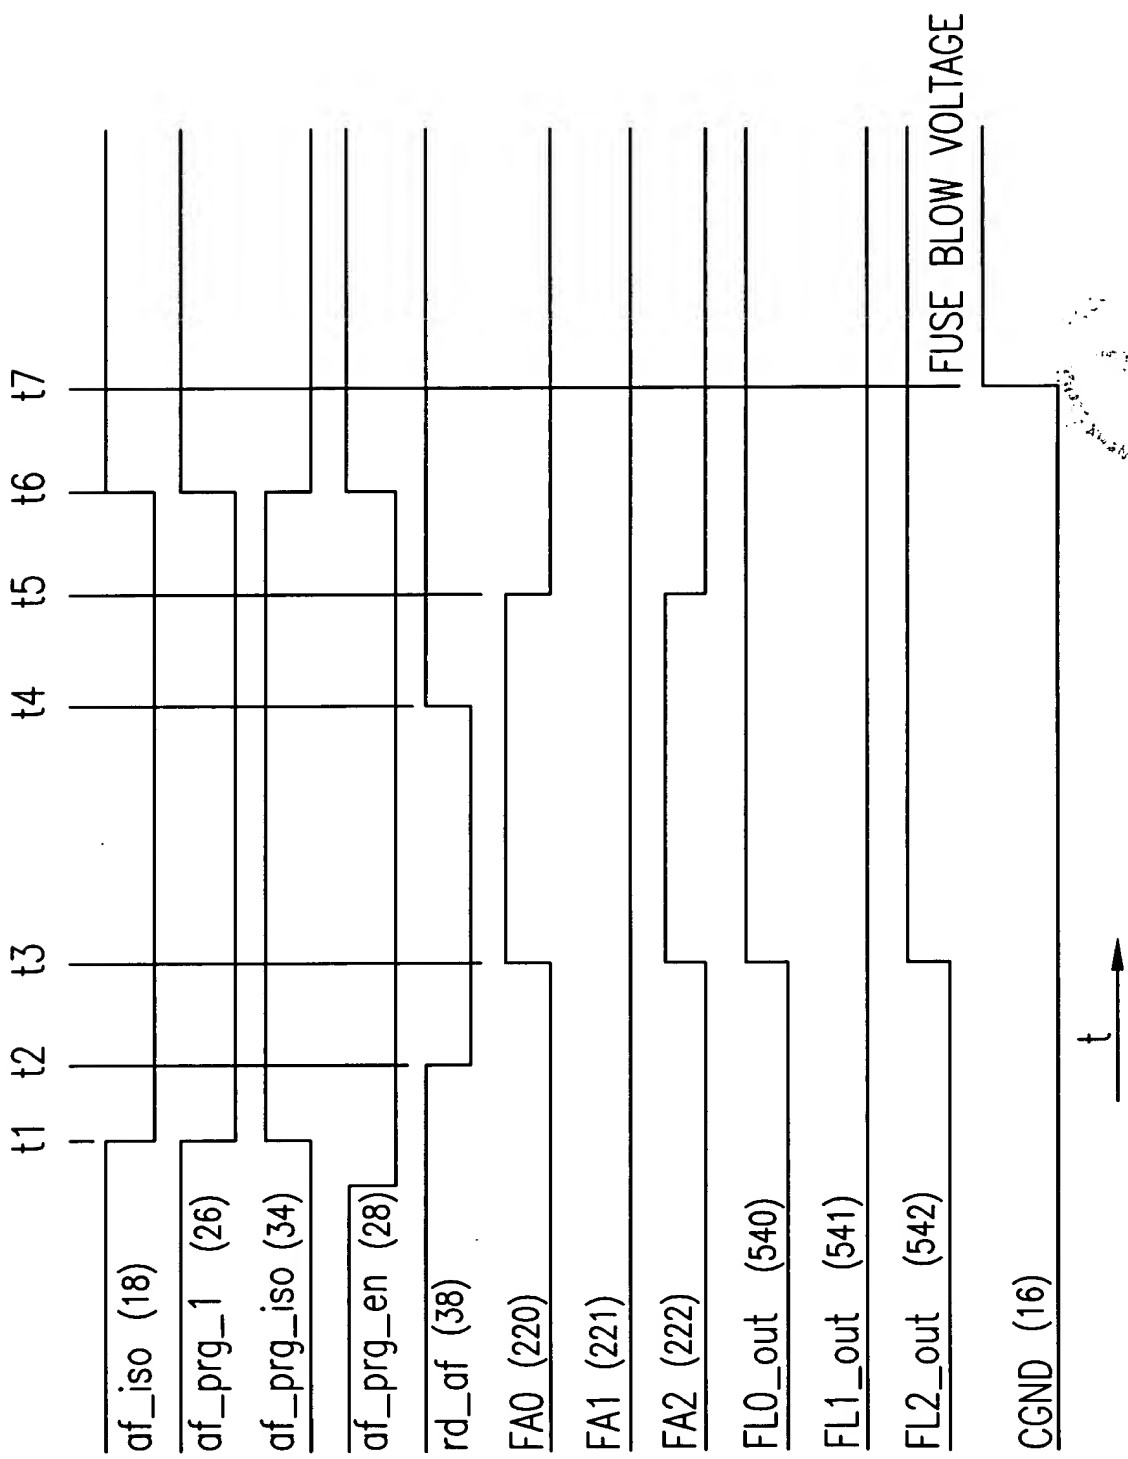 t1 t2 t3 t4 t5 t6 t7
af_iso (18)
af_prg_1 (26)
af_prg_iso (34)
af_prg_en (28)
rd_af (38)
FA0 (220)
FA1 (221)
FA2 (222)
FL0_out (540)
FL1_out (541)
FL2_out (542)
FUSE BLOW VOLTAGE
CGND (16)
t